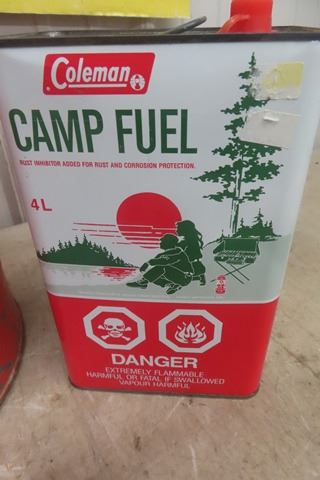 Coleman
CAMP FUEL
RUST INHIBITOR ADDED FOR RUST AND CORROSION PROTECTION.
4 L
DANGER
EXTREMELY FLAMMABLE
HARMFUL OR FATAL IF SWALLOWED
VAPOUR HARMFUL